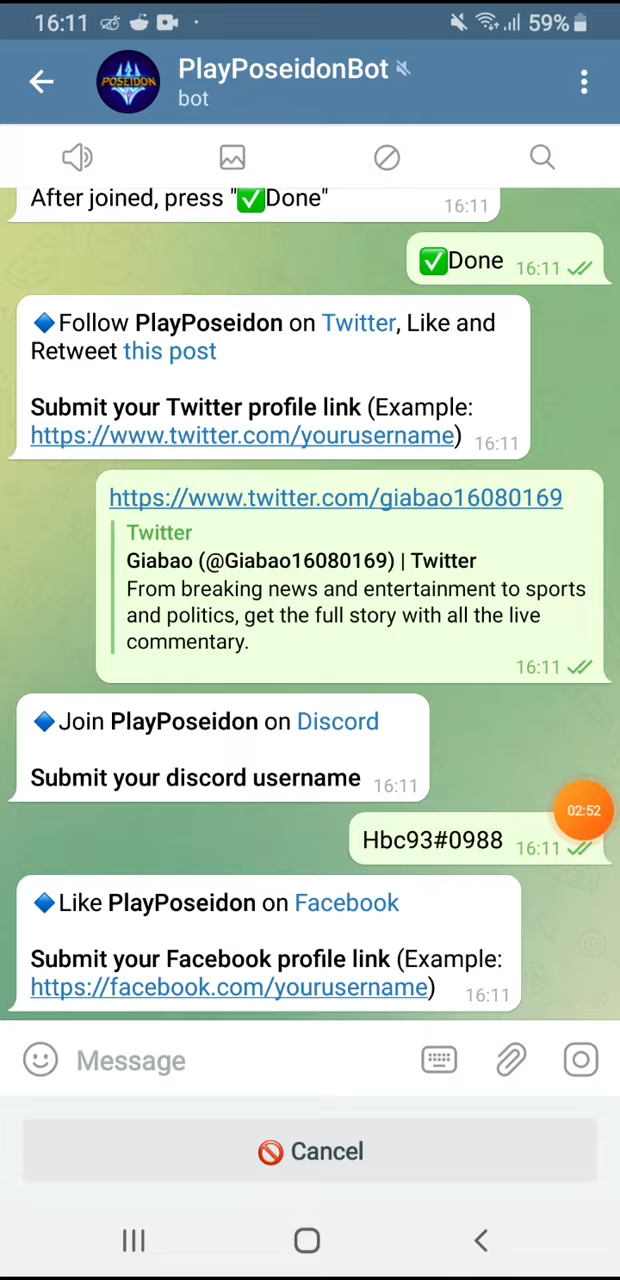 16:11
59%
POSEIDON
PlayPoseidonBot
bot
After joined, press "✅Done"
16:11
✅Done 16:11
🔷Follow PlayPoseidon on Twitter, Like and
Retweet this post
Submit your Twitter profile link (Example:
https://www.twitter.com/yourusername) 16:11
https://www.twitter.com/giabao16080169
Twitter
Giabao (@Giabao16080169) | Twitter
From breaking news and entertainment to sports
and politics, get the full story with all the live
commentary.
16:11
🔷Join PlayPoseidon on Discord
Submit your discord username 16:11
02:52
Hbc93#0988 16:11
🔷Like PlayPoseidon on Facebook
Submit your Facebook profile link (Example:
https://facebook.com/yourusername) 16:11
Message
🚫 Cancel